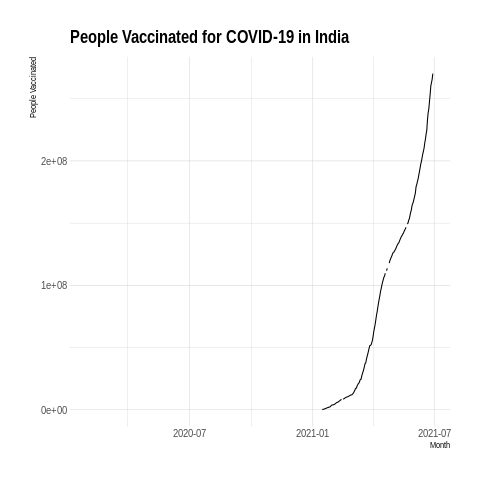 People Vaccinated for COVID-19 in India
People Vaccinated
2e+08
1e+08
0e+00
2020-07
2021-01
2021-07
Month